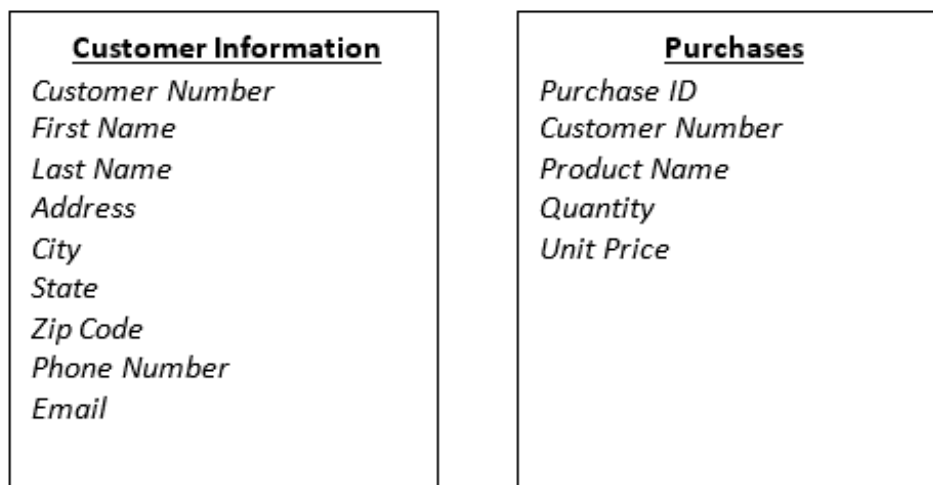 Customer Information
Customer Number
First Name
Last Name
Address
City
State
Zip Code
Phone Number
Email
Purchases
Purchase ID
Customer Number
Product Name
Quantity
Unit Price